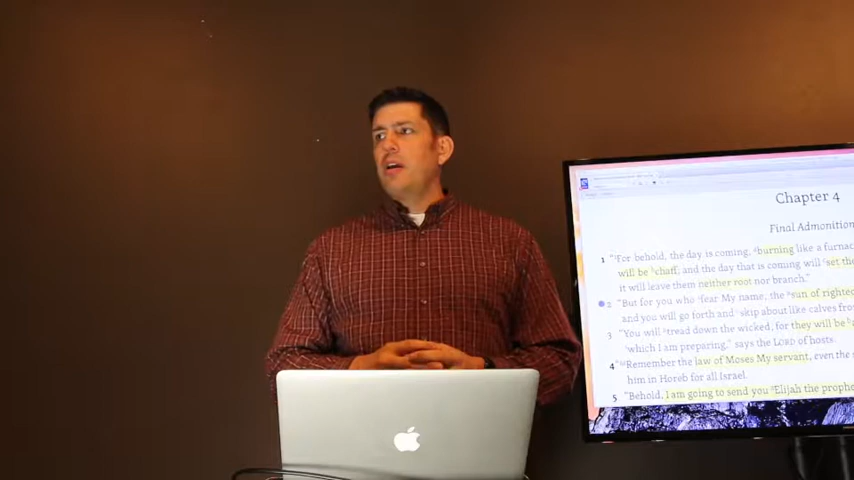 Chapter 4
Final Admonition
1 "For behold, the day is coming, burning like a furnac
will be chaff; and the day that is coming will set the
it will leave them neither root nor branch."
2 "But for you who fear My name, the sun of righteo
and you will go forth and skip about like calves fro
3 "You will tread down the wicked, for they will be
which I am preparing," says the LORD of hosts.
4 "Remember the law of Moses My servant, even the
him in Horeb for all Israel.
5 "Behold, I am going to send you Elijah the prophe